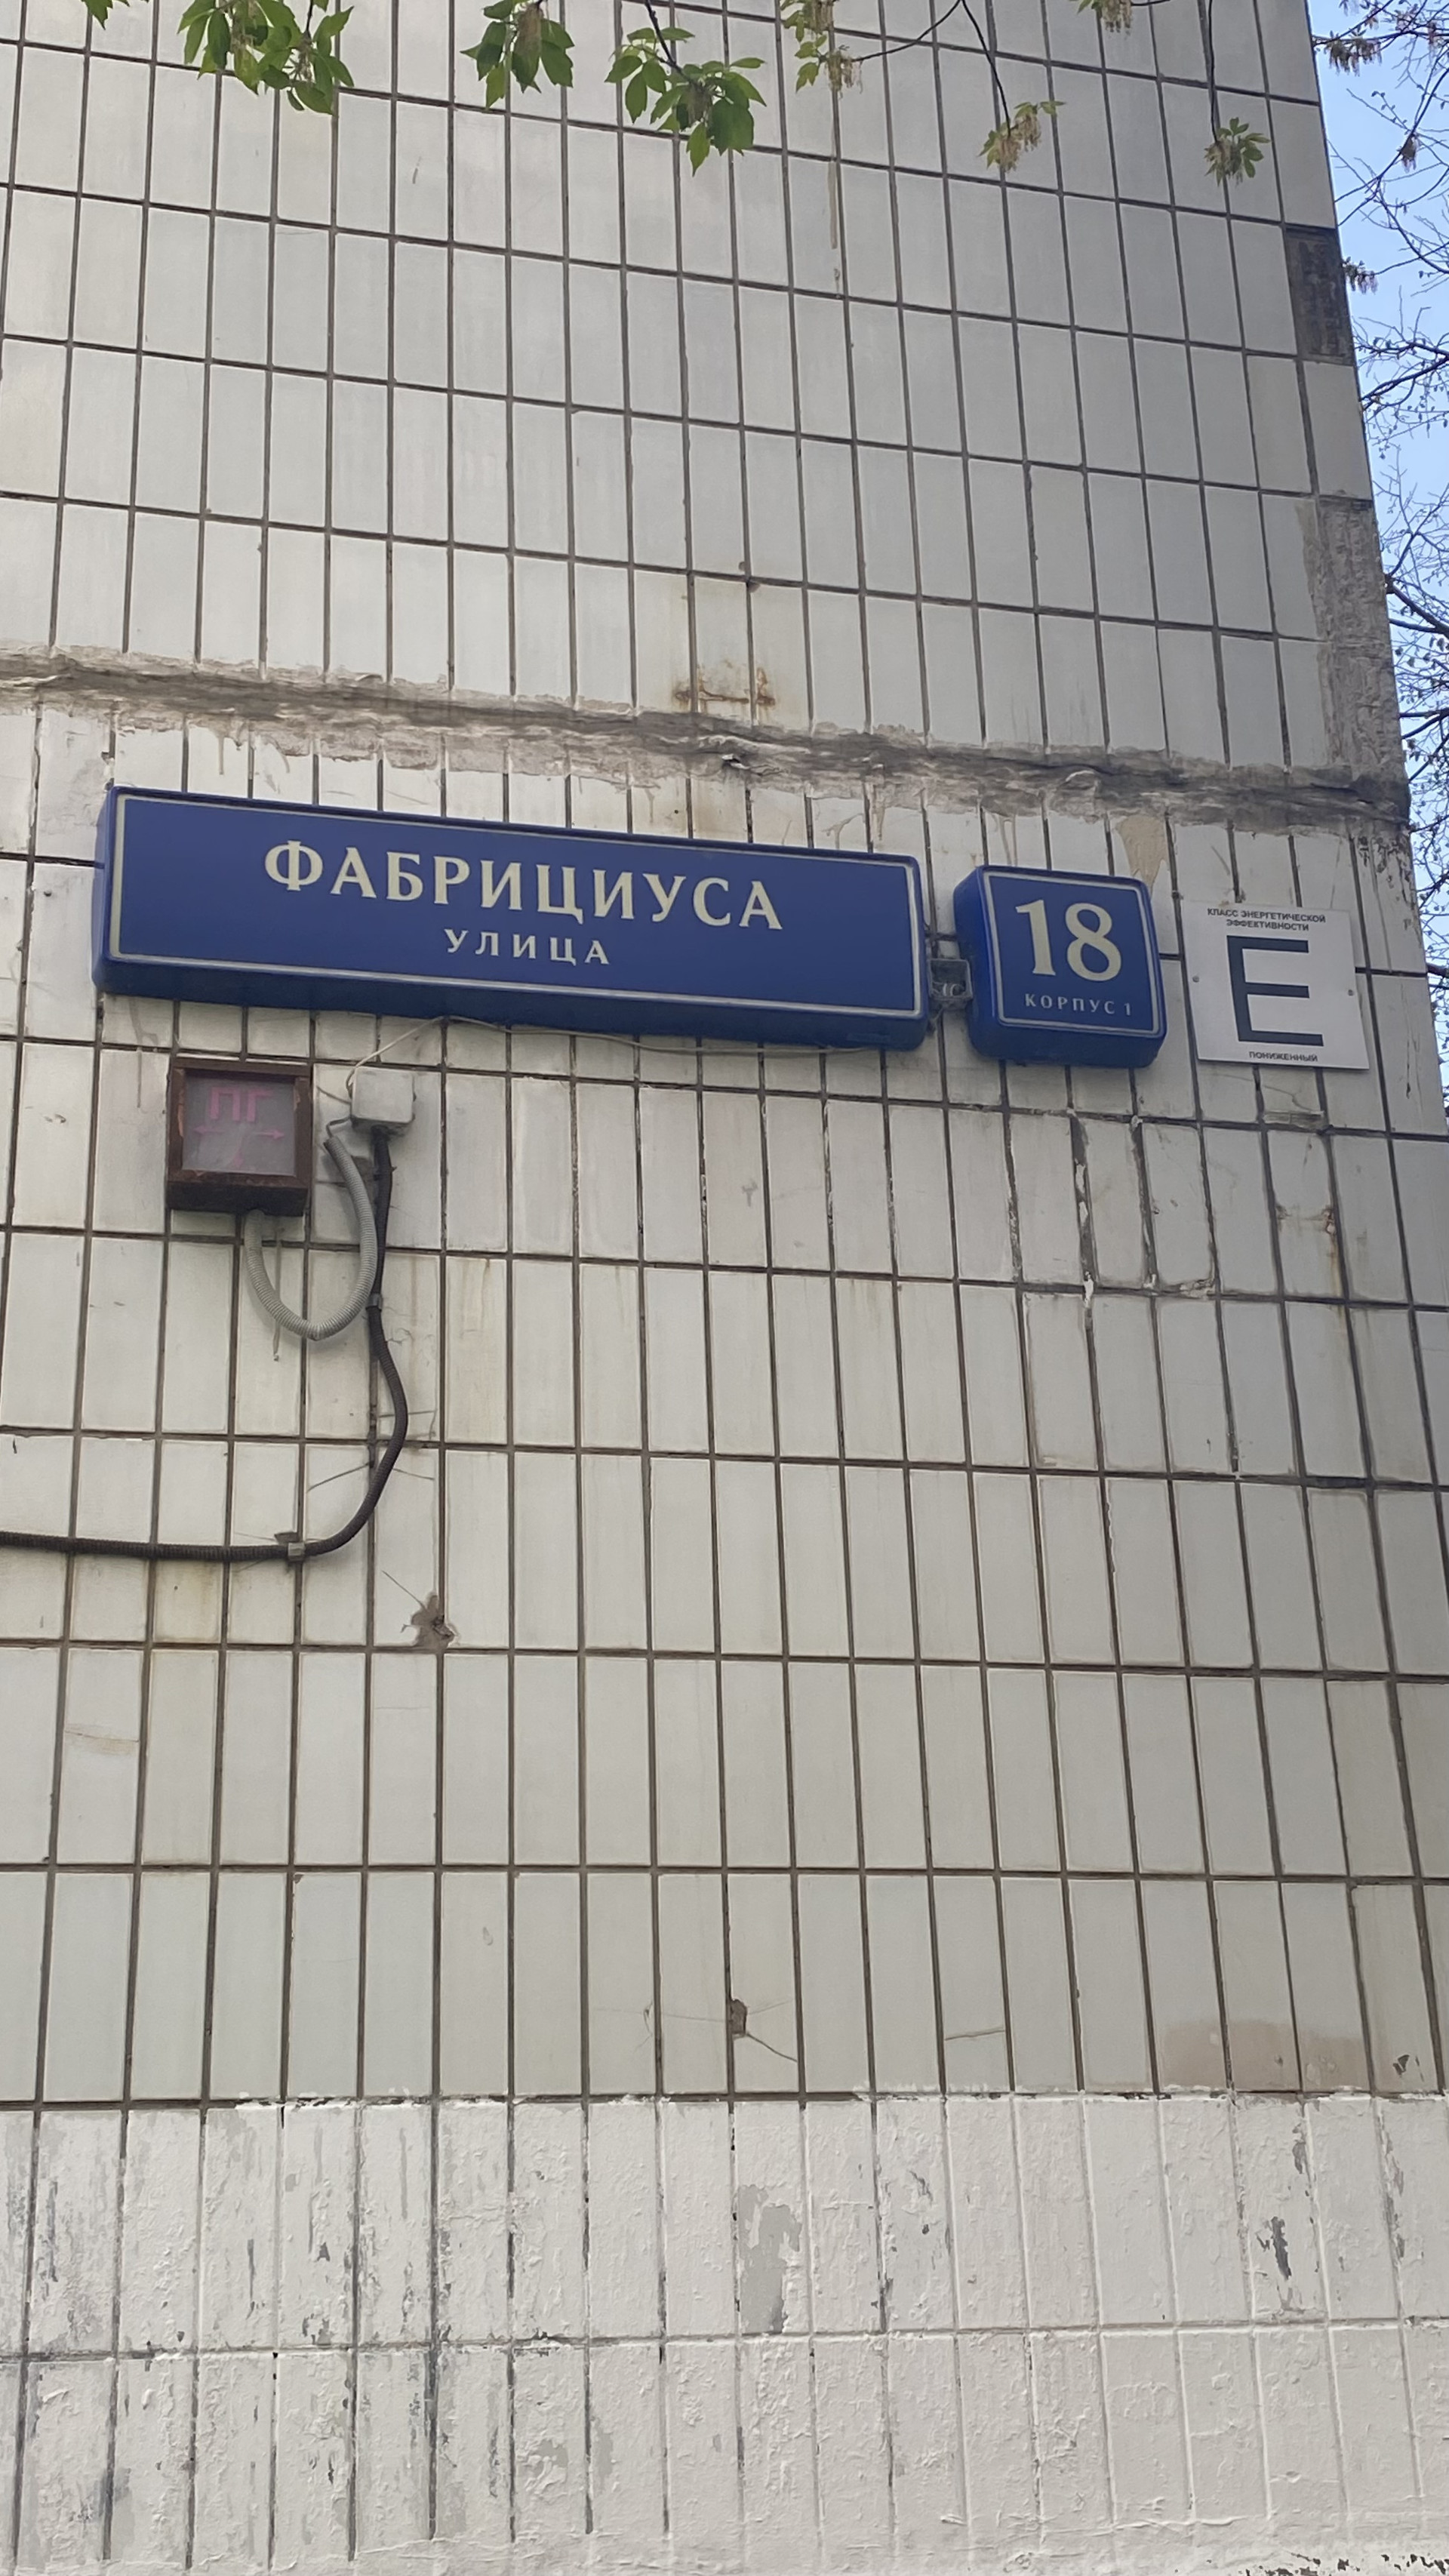 ФАБРИЦИУСА
УЛИЦА
18
КОРПУС 1
КЛАСС ЭНЕРГЕТИЧЕСКОЙ
ЭФФЕКТИВНОСТИ
E
ПОНИЖЕННЫЙ
ПГ